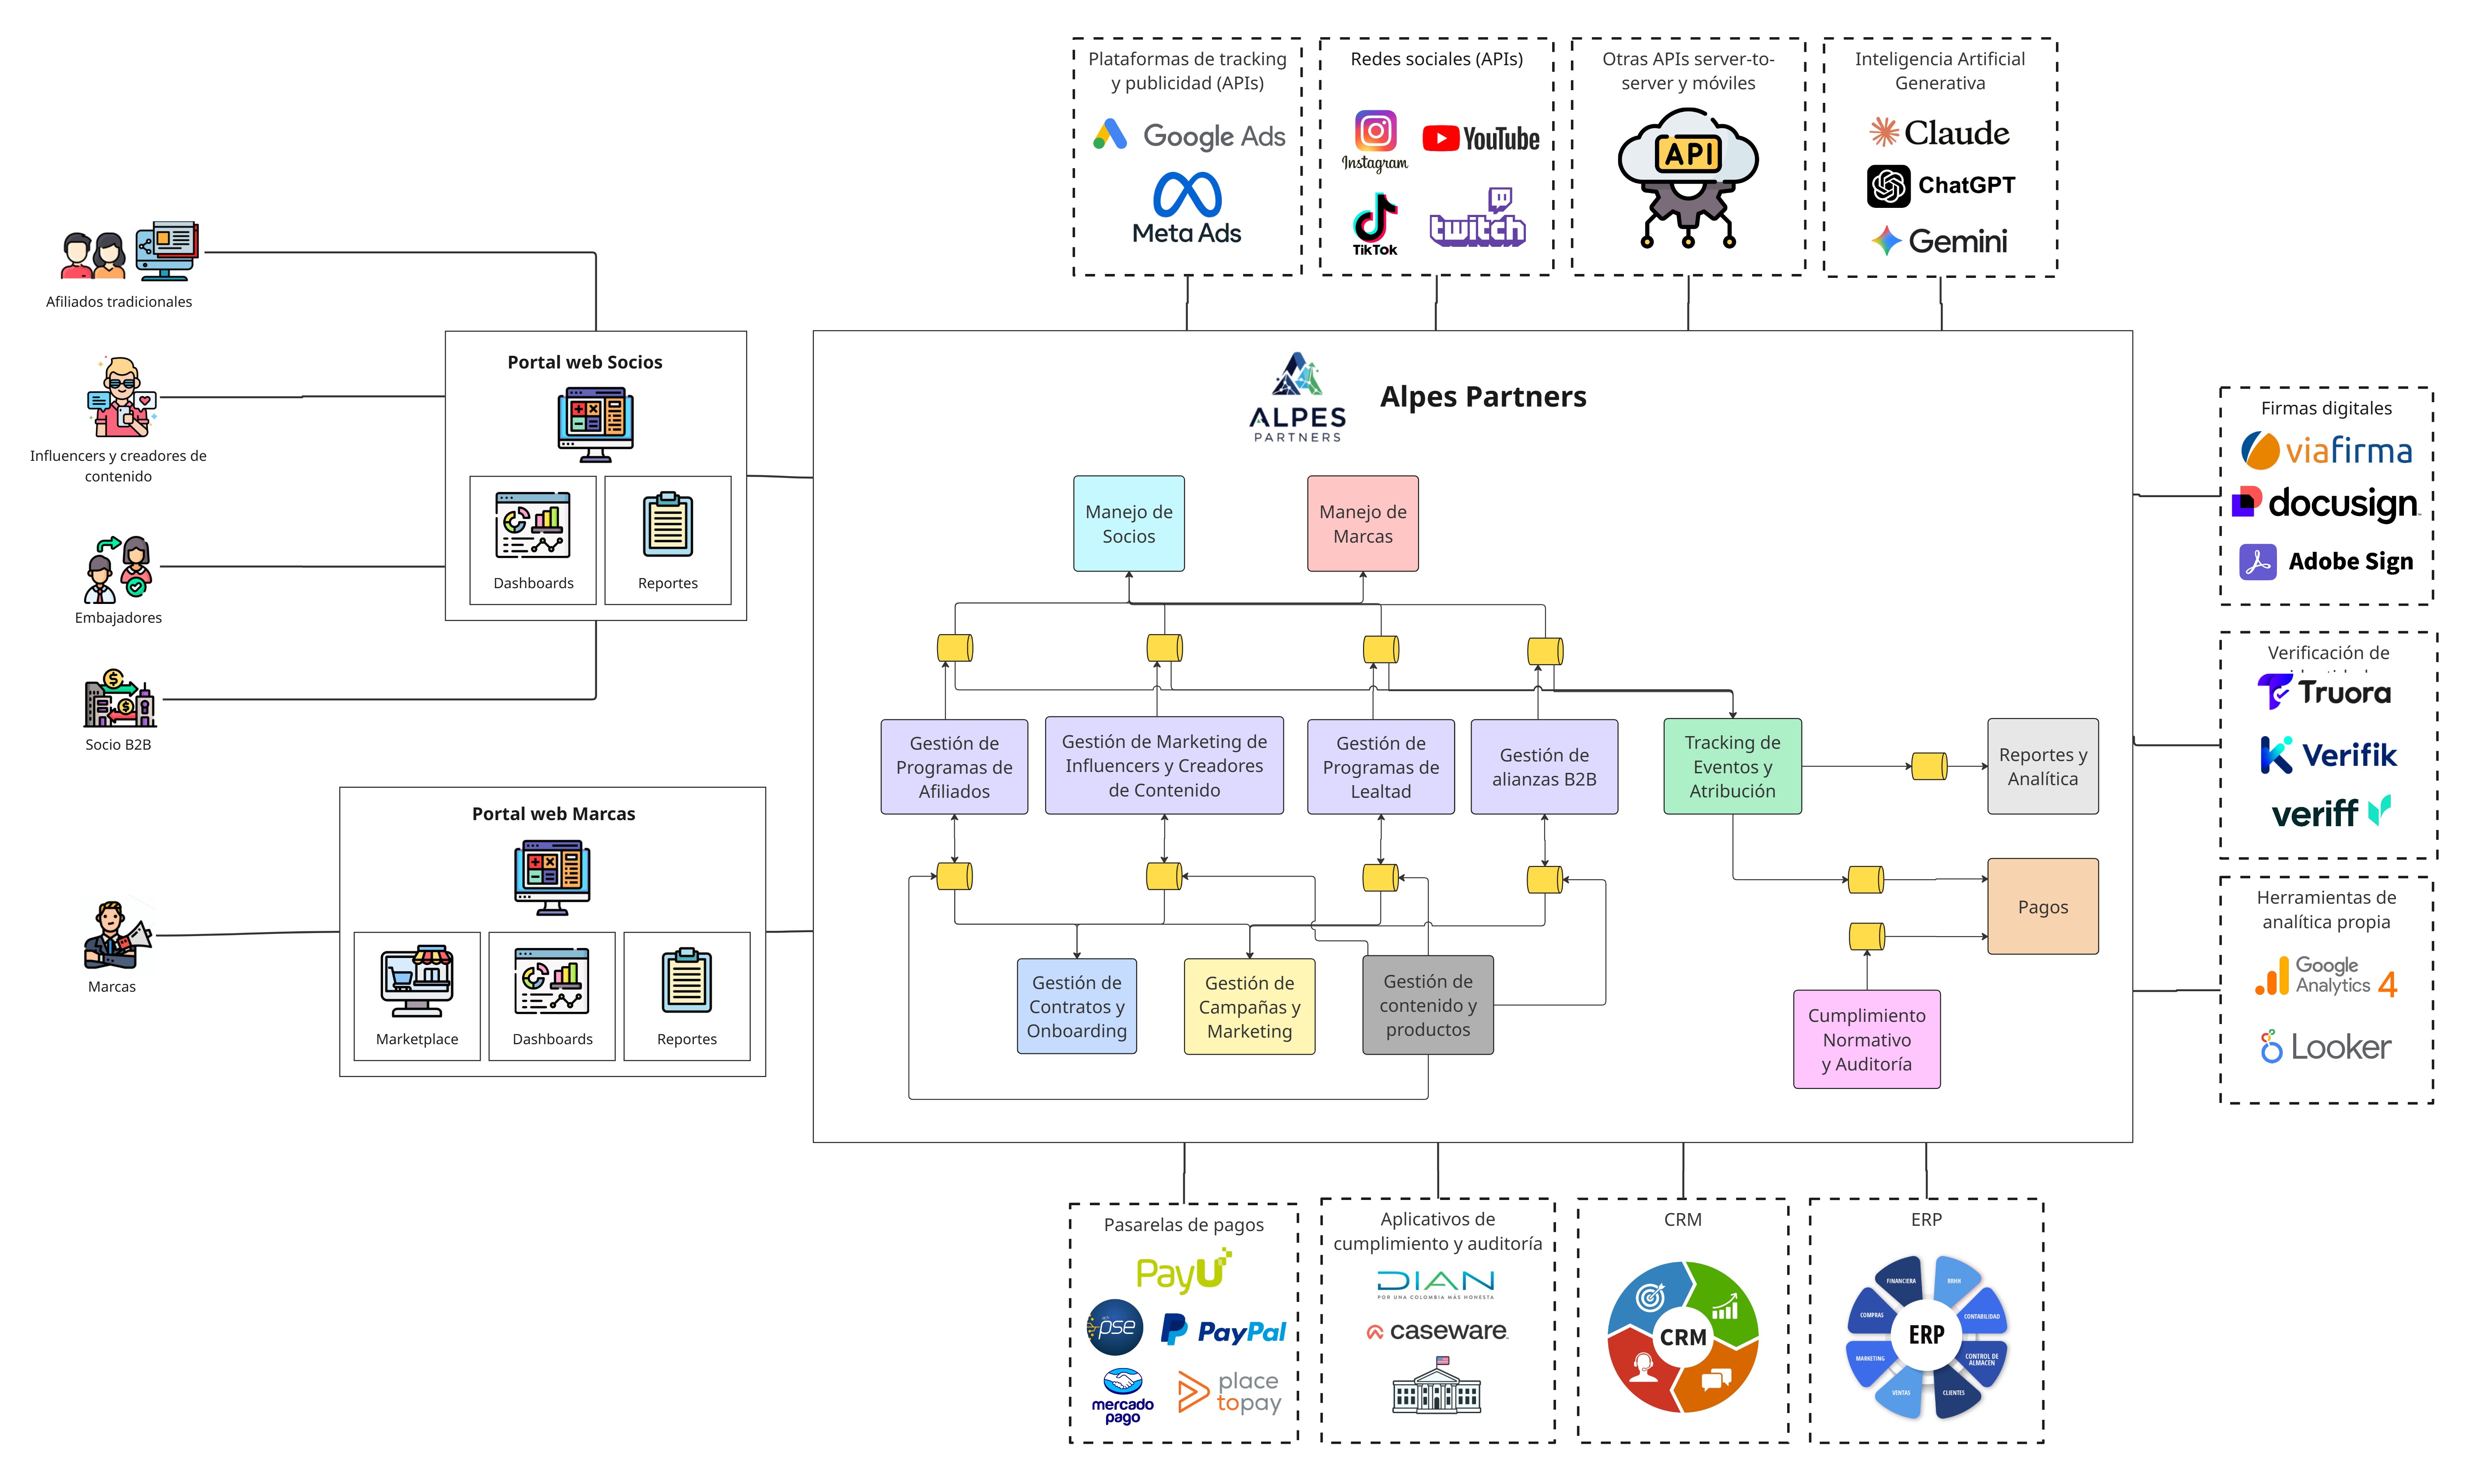 Plataformas de tracking
y publicidad (APIs)
Google Ads
Meta Ads
Redes sociales (APIs)
Instagram
YouTube
TikTok
twitch
Otras APIs server-to-
server y móviles
API
Inteligencia Artificial
Generativa
Claude
ChatGPT
Gemini
Afiliados tradicionales
Influencers y creadores de
contenido
Embajadores
Socio B2B
Marcas
Portal web Socios
Dashboards
Reportes
Portal web Marcas
Marketplace
Dashboards
Reportes
ALPES
PARTNERS
Alpes Partners
Manejo de
Socios
Manejo de
Marcas
Gestión de
Programas de
Afiliados
Gestión de Marketing de
Influencers y Creadores
de Contenido
Gestión de
Programas de
Lealtad
Gestión de
alianzas B2B
Tracking de
Eventos y
Atribución
Reportes y
Analítica
Pagos
Gestión de
Contratos y
Onboarding
Gestión de
Campañas y
Marketing
Gestión de
contenido y
productos
Cumplimiento
Normativo
y Auditoría
Firmas digitales
viafirma
docusign
Adobe Sign
Verificación de
Truora
Verifik
veriff
Herramientas de
analítica propia
Google
Analytics 4
Looker
Pasarelas de pagos
PayU
pse
PayPal
mercado
pago
place
topay
Aplicativos de
cumplimiento y auditoría
DIAN
POR UNA COLOMBIA MÁS HONESTA
caseware
CRM
CRM
ERP
FINANCIERA
RRHH
COMPRAS
CONTABILIDAD
ERP
MARKETING
CONTROL DE
ALMACEN
VENTAS
CLIENTES